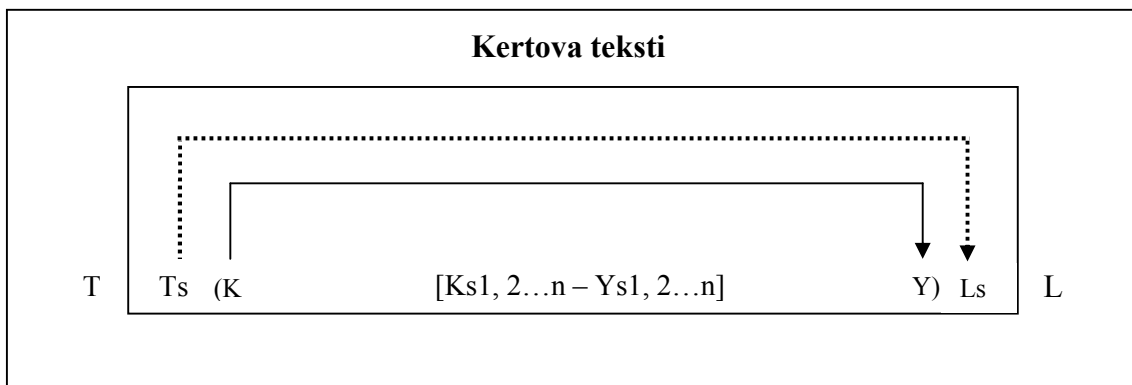 Kertova teksti
T Ts (K [Ks1, 2…n – Ys1, 2…n] Y) Ls L